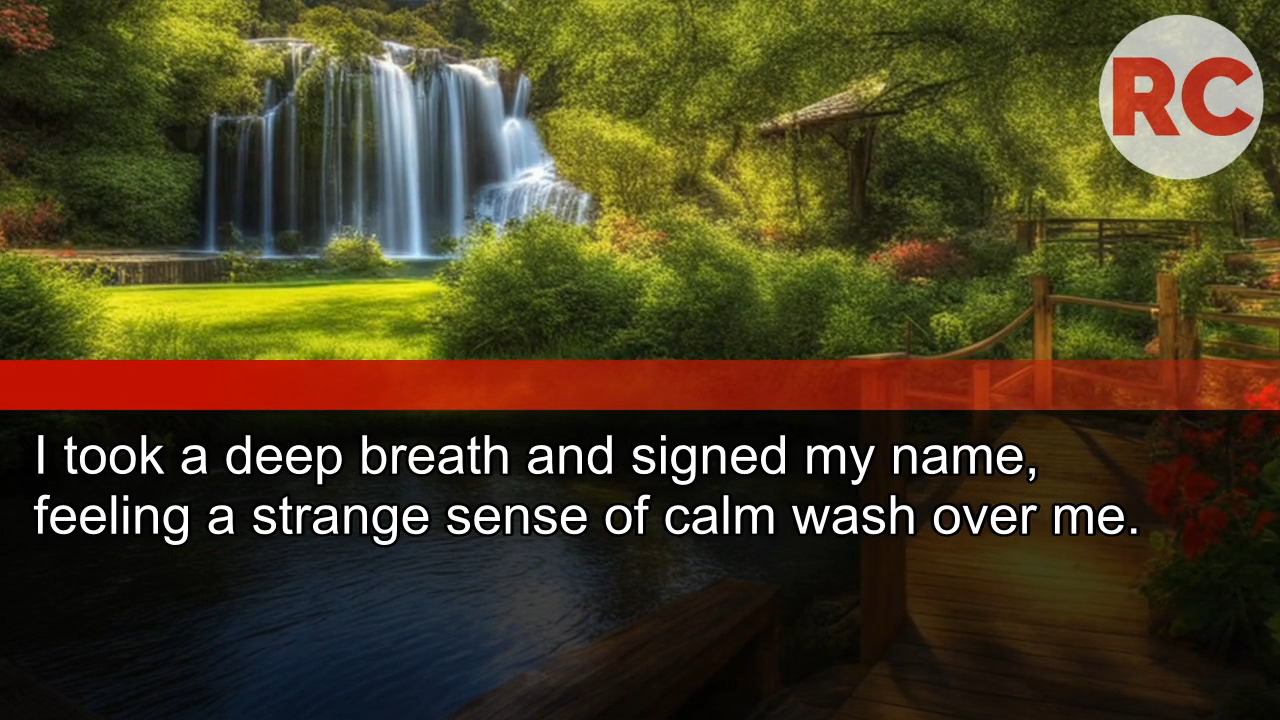 RC
I took a deep breath and signed my name,
feeling a strange sense of calm wash over me.